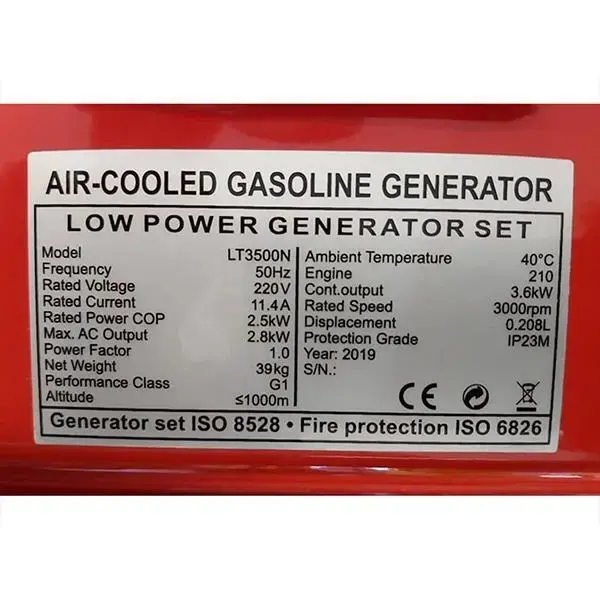 AIR-COOLED GASOLINE GENERATOR
LOW POWER GENERATOR SET
Model LT3500N
Frequency 50Hz
Rated Voltage 220V
Rated Current 11.4A
Rated Power COP 2.5kW
Max. AC Output 2.8kW
Power Factor 1.0
Net Weight 39kg
Performance Class G1
Altitude ≤1000m
Ambient Temperature 40°C
Engine 210
Cont.output 3.6kW
Rated Speed 3000rpm
Displacement 0.208L
Protection Grade IP23M
Year: 2019
S/N.:
CE
Generator set ISO 8528 • Fire protection ISO 6826